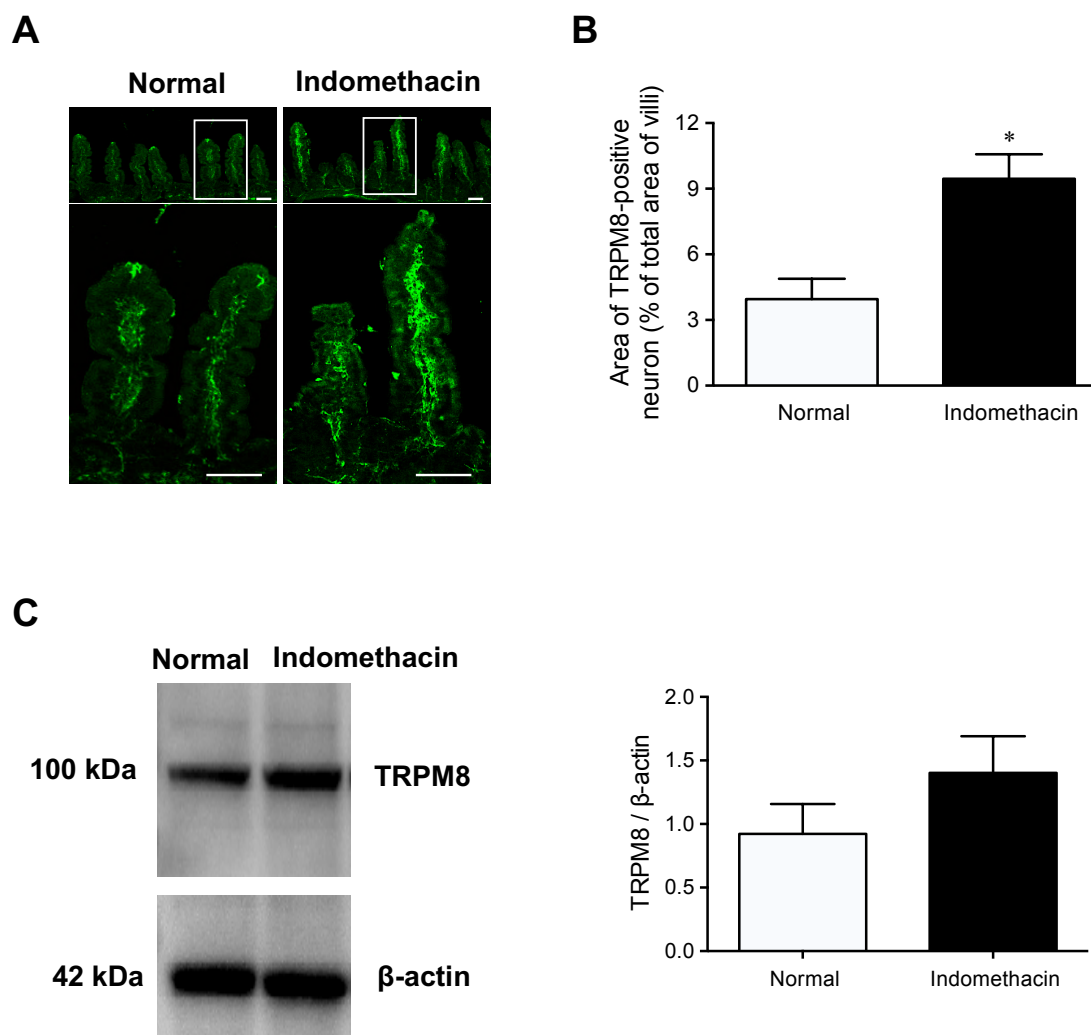 A
Normal
Indomethacin
B
Area of TRPM8-positive
neuron (% of total area of villi)
12
9
6
3
0
*
Normal
Indomethacin
C
Normal
Indomethacin
100 kDa
TRPM8
42 kDa
β-actin
TRPM8 / β-actin
2.0
1.5
1.0
0.5
0.0
Normal
Indomethacin